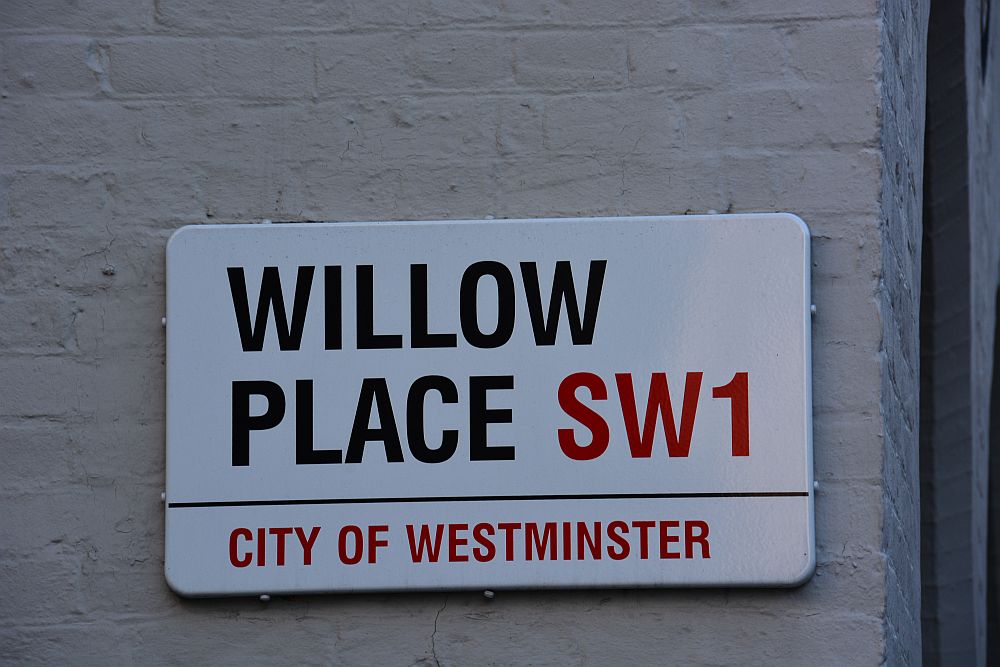 WILLOW
PLACE SW1
CITY OF WESTMINSTER